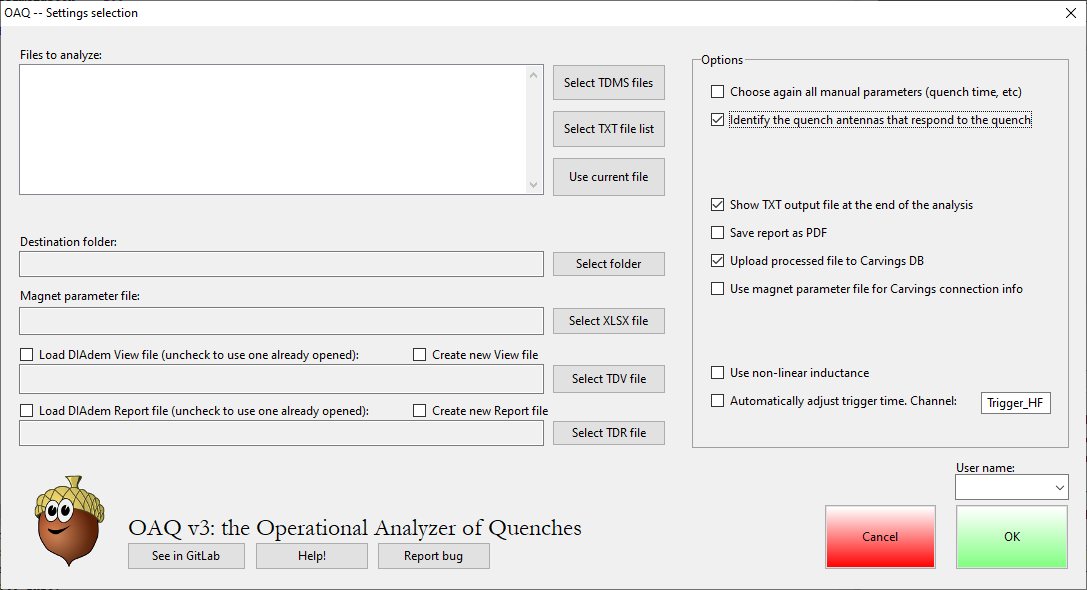 OAQ -- Settings selection
Files to analyze:
Select TDMS files
Select TXT file list
Use current file
Destination folder:
Select folder
Magnet parameter file:
Select XLSX file
Load DIAdem View file (uncheck to use one already opened):
Create new View file
Select TDV file
Load DIAdem Report file (uncheck to use one already opened):
Create new Report file
Select TDR file
Options
Choose again all manual parameters (quench time, etc)
Identify the quench antennas that respond to the quench
Show TXT output file at the end of the analysis
Save report as PDF
Upload processed file to Carvings DB
Use magnet parameter file for Carvings connection info
Use non-linear inductance
Automatically adjust trigger time. Channel:
Trigger_HF
User name:
OAQ v3: the Operational Analyzer of Quenches
See in GitLab
Help!
Report bug
Cancel
OK